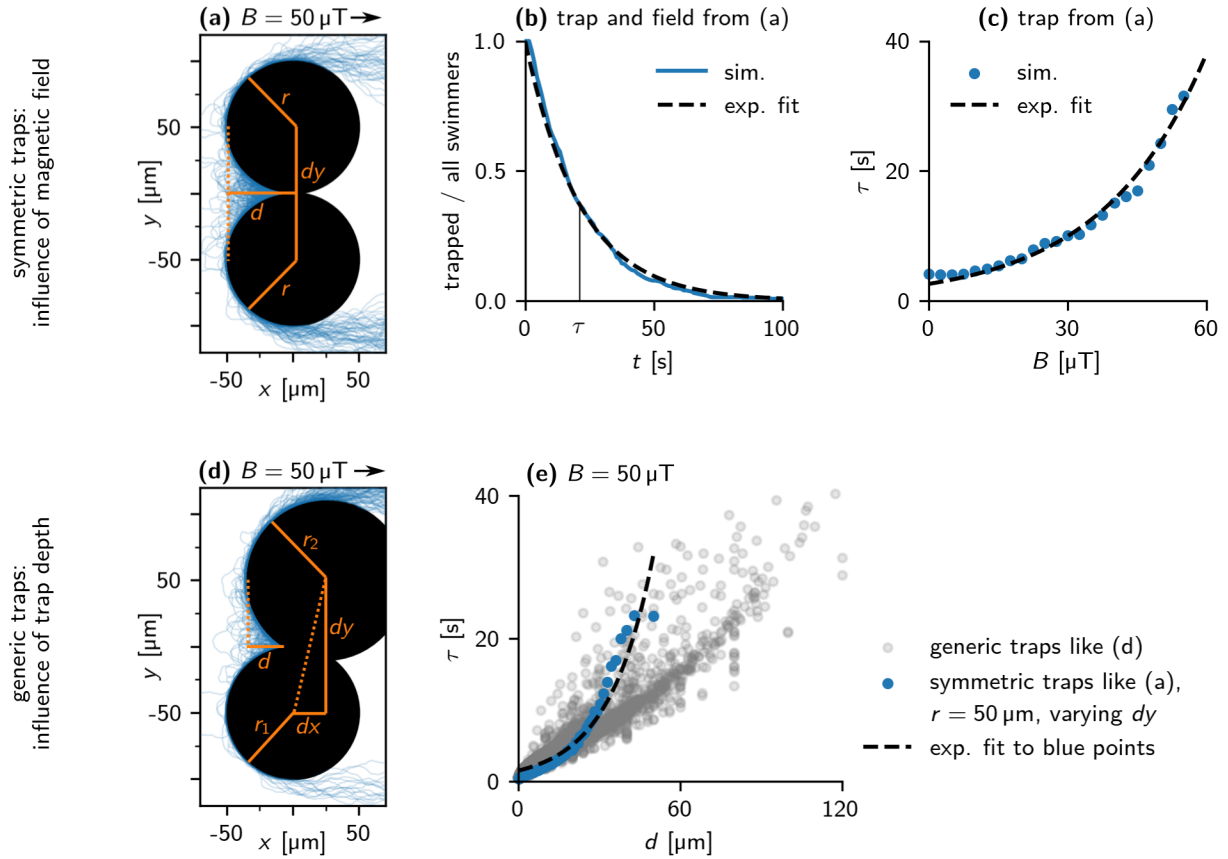 symmetric traps:
influence of magnetic field
(a) B = 50 µT
r
dy
d
r
y [µm]
50
-50
-50
50
x [µm]
(b) trap and field from (a)
trapped / all swimmers
1.0
0.5
0.0
sim.
exp. fit
0
τ
50
100
t [s]
(c) trap from (a)
τ [s]
40
20
0
sim.
exp. fit
0
30
60
B [µT]
generic traps:
influence of trap depth
(d) B = 50 µT
r₂
dy
d
r₁
dx
y [µm]
50
-50
-50
50
x [µm]
(e) B = 50 µT
τ [s]
40
20
0
0
60
120
d [µm]
generic traps like (d)
symmetric traps like (a),
r = 50 µm, varying dy
exp. fit to blue points